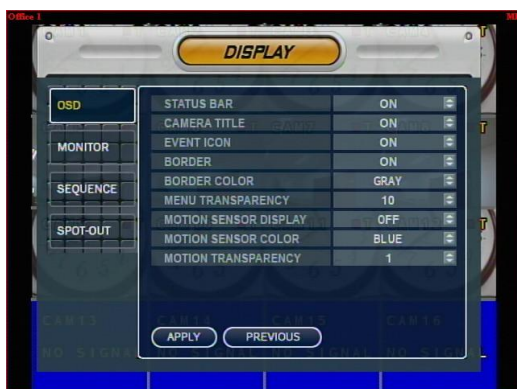 Office 1
DISPLAY
OSD
MONITOR
SEQUENCE
SPOT-OUT
STATUS BAR ON
CAMERA TITLE ON
EVENT ICON ON
BORDER ON
BORDER COLOR GRAY
MENU TRANSPARENCY 10
MOTION SENSOR DISPLAY OFF
MOTION SENSOR COLOR BLUE
MOTION TRANSPARENCY 1
APPLY PREVIOUS
CAM13 CAM14 CAM15 CAM16
NO SIGNAL NO SIGNAL NO SIGNAL NO SIGNAL